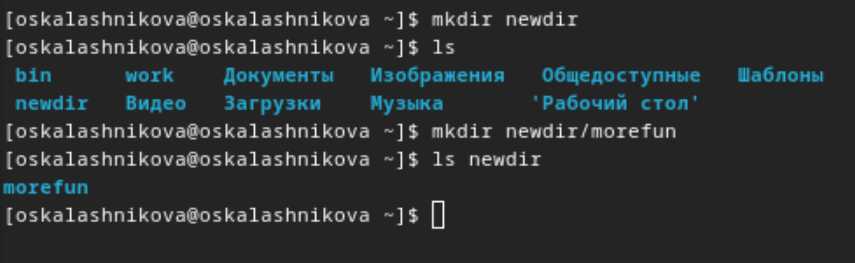 [oskalashnikova@oskalashnikova ~]$ mkdir newdir
[oskalashnikova@oskalashnikova ~]$ ls
bin work Документы Изображения Общедоступные Шаблоны
newdir Видео Загрузки Музыка 'Рабочий стол'
[oskalashnikova@oskalashnikova ~]$ mkdir newdir/morefun
[oskalashnikova@oskalashnikova ~]$ ls newdir
morefun
[oskalashnikova@oskalashnikova ~]$